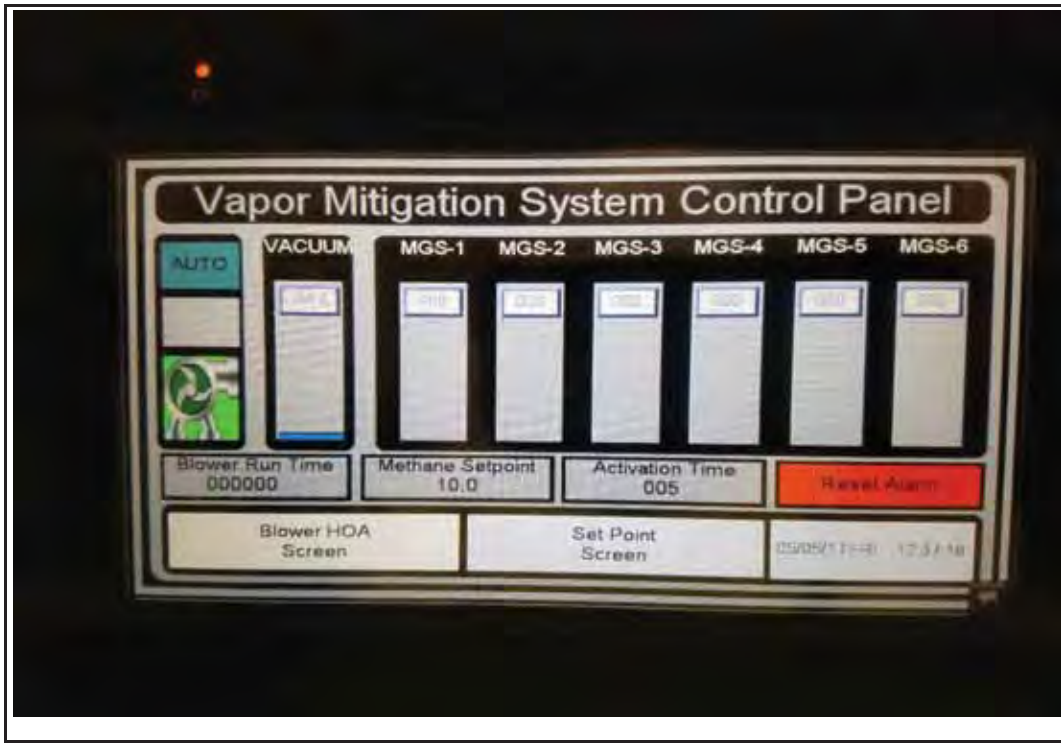 Vapor Mitigation System Control Panel
AUTO
VACUUM
MGS-1 MGS-2 MGS-3 MGS-4 MGS-5 MGS-6
Blower Run Time
000000
Methane Setpoint
10.0
Activation Time
005
Reset Alarm
Blower HOA
Screen
Set Point
Screen